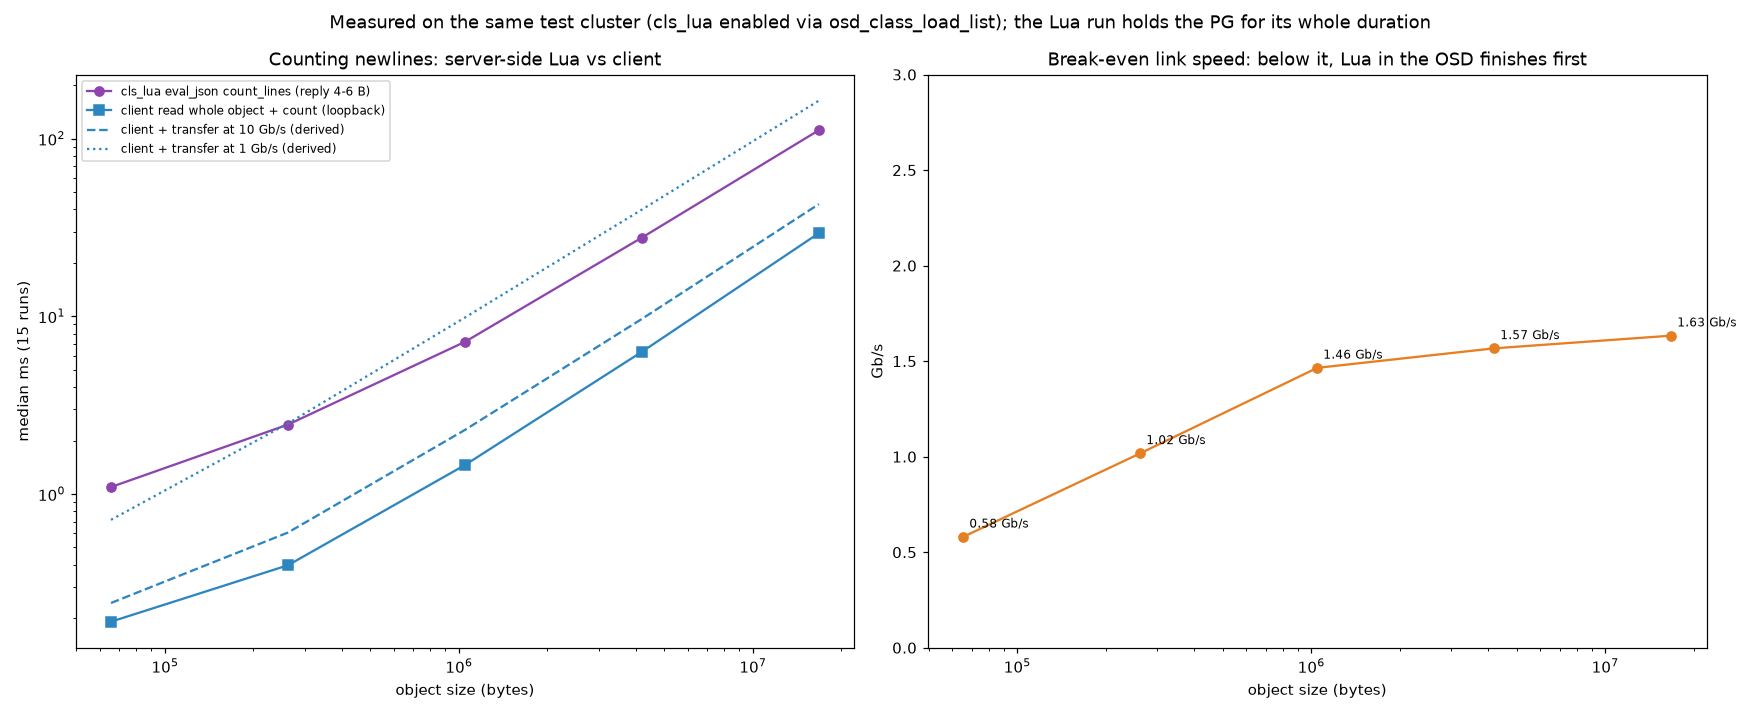 Measured on the same test cluster (cls_lua enabled via osd_class_load_list); the Lua run holds the PG for its whole duration
Counting newlines: server-side Lua vs client
cls_lua eval_json count_lines (reply 4-6 B)
client read whole object + count (loopback)
client + transfer at 10 Gb/s (derived)
client + transfer at 1 Gb/s (derived)
median ms (15 runs)
10²
10¹
10⁰
10⁵
10⁶
10⁷
object size (bytes)
Break-even link speed: below it, Lua in the OSD finishes first
Gb/s
3.0
2.5
2.0
1.5
1.0
0.5
0.0
0.58 Gb/s
1.02 Gb/s
1.46 Gb/s
1.57 Gb/s
1.63 Gb/s
10⁵
10⁶
10⁷
object size (bytes)